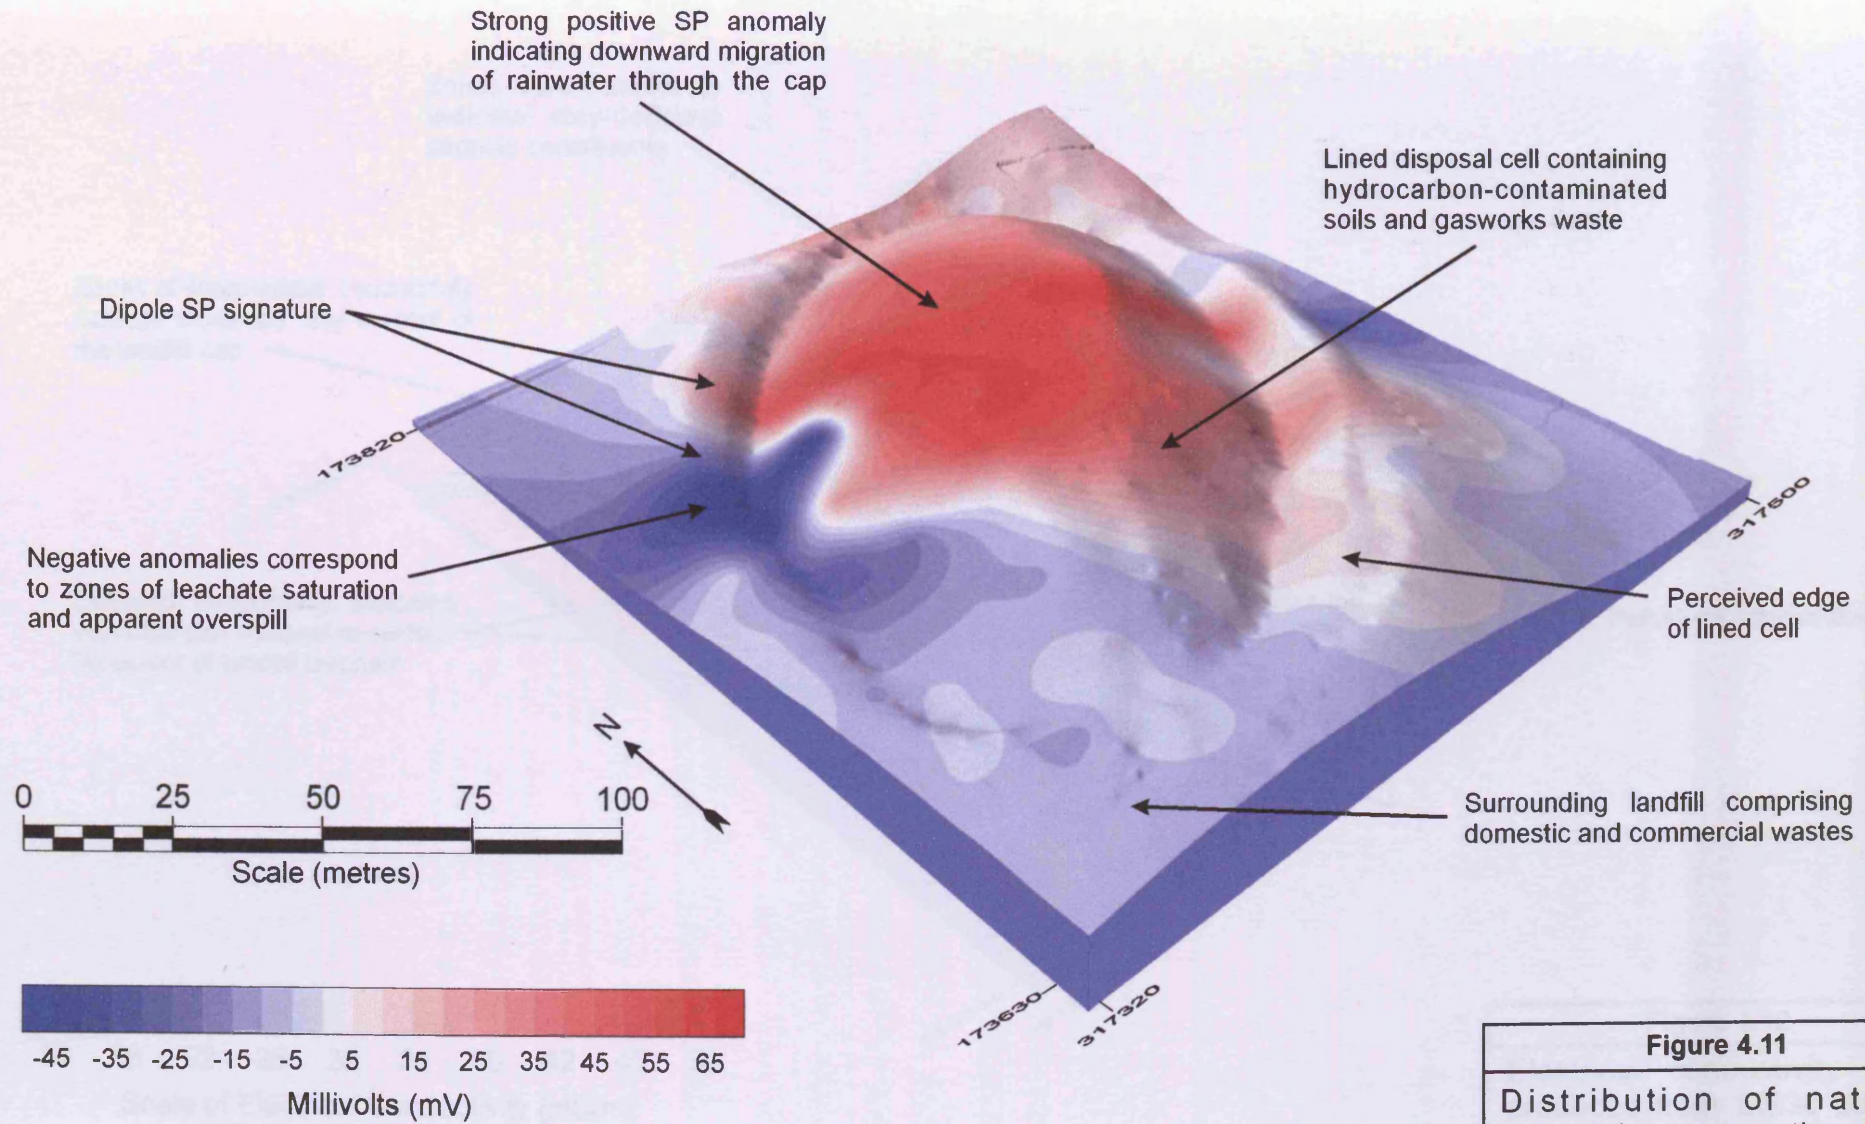 Strong positive SP anomaly
indicating downward migration
of rainwater through the cap
Lined disposal cell containing
hydrocarbon-contaminated
soils and gasworks waste
Dipole SP signature
173820
317500
Negative anomalies correspond
to zones of leachate saturation
and apparent overspill
Perceived edge
of lined cell
N
0 25 50 75 100
Scale (metres)
Surrounding landfill comprising
domestic and commercial wastes
173630
317320
-45 -35 -25 -15 -5 5 15 25 35 45 55 65
Millivolts (mV)
Figure 4.11
Distribution of nat